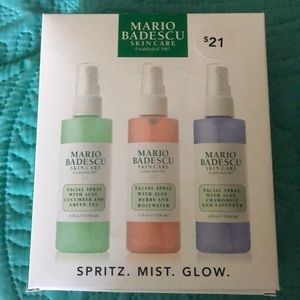 MARIO
BADESCU
SKIN CARE
Established 1967
$21
MARIO
BADESCU
SKIN CARE
FACIAL SPRAY
WITH ALOE,
CUCUMBER AND
GREEN TEA
MARIO
BADESCU
SKIN CARE
FACIAL SPRAY
WITH ALOE,
HERBS AND
ROSEWATER
MARIO
BADESCU
SKIN CARE
FACIAL SPRAY
WITH ALOE,
CHAMOMILE
AND LAVENDER
SPRITZ. MIST. GLOW.